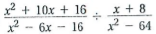 x² + 10x + 16 / x² − 6x − 16 ÷ x + 8 / x² − 64